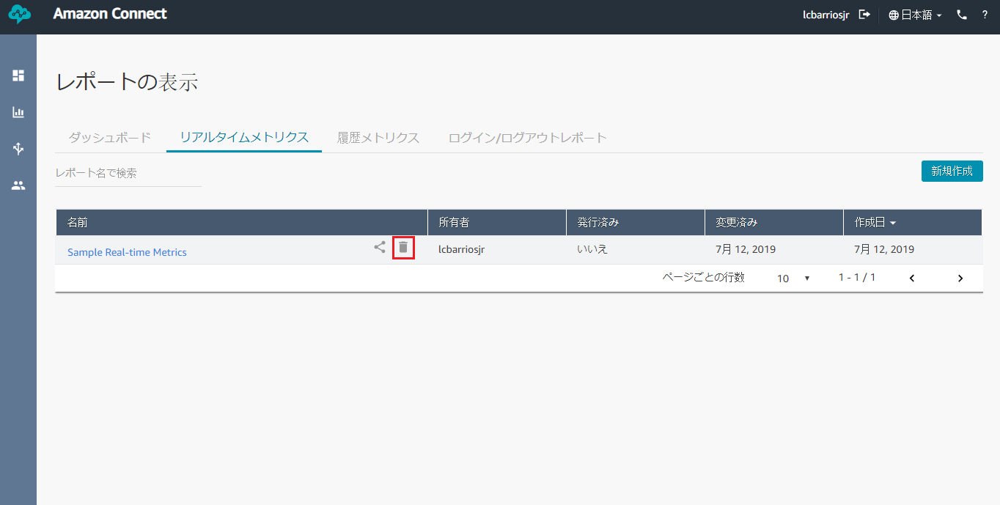 Amazon Connect
lcbarriosjr 日本語 ?
レポートの表示
ダッシュボード リアルタイムメトリクス 履歴メトリクス ログイン/ログアウトレポート
レポート名で検索
新規作成
名前 所有者 発行済み 変更済み 作成日
Sample Real-time Metrics lcbarriosjr いいえ 7月 12, 2019 7月 12, 2019
ページごとの行数 10 1 - 1 / 1